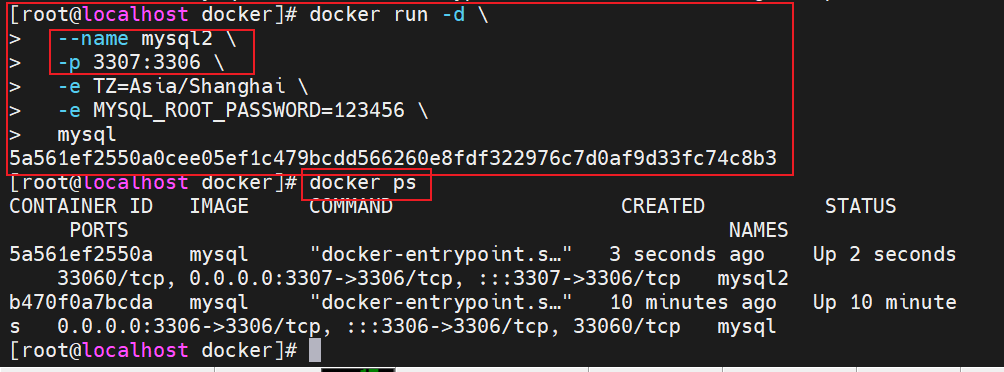 [root@localhost docker]# docker run -d \
>   --name mysql2 \
>   -p 3307:3306 \
>   -e TZ=Asia/Shanghai \
>   -e MYSQL_ROOT_PASSWORD=123456 \
>   mysql
5a561ef2550a0cee05ef1c479bcdd566260e8fdf322976c7d0af9d33fc74c8b3
[root@localhost docker]# docker ps
CONTAINER ID   IMAGE     COMMAND                   CREATED          STATUS
     PORTS                                                  NAMES
5a561ef2550a   mysql     "docker-entrypoint.s…"   3 seconds ago    Up 2 seconds
    33060/tcp, 0.0.0.0:3307->3306/tcp, :::3307->3306/tcp   mysql2
b470f0a7bcda   mysql     "docker-entrypoint.s…"   10 minutes ago   Up 10 minute
s   0.0.0.0:3306->3306/tcp, :::3306->3306/tcp, 33060/tcp   mysql
[root@localhost docker]#